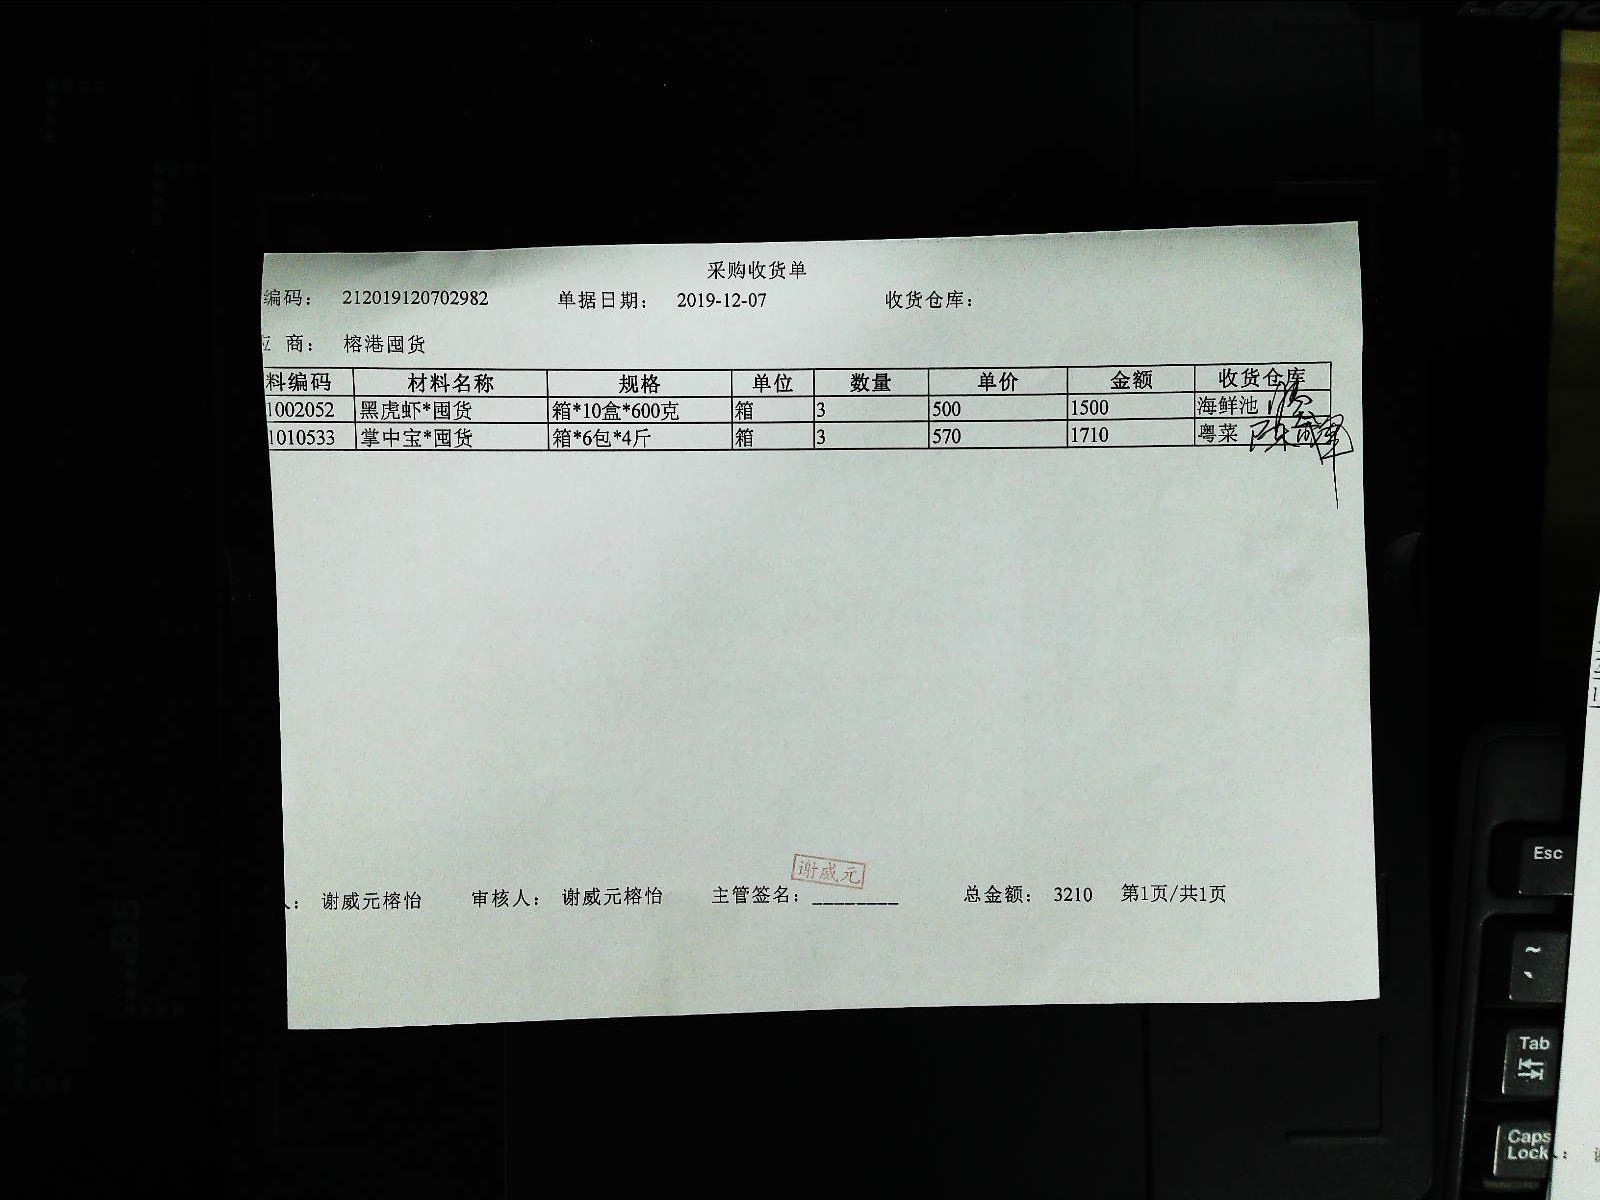 采购收货单
编码： 212019120702982 单据日期： 2019-12-07 收货仓库：
商： 榕港囤货
料编码 材料名称 规格 单位 数量 单价 金额 收货仓库
1002052 黑虎虾*囤货 箱*10盒*600克 箱 3 500 1500 海鲜池
1010533 掌中宝*囤货 箱*6包*4斤 箱 3 570 1710 粤菜
谢威元
： 谢威元榕怡 审核人： 谢威元榕怡 主管签名：________ 总金额： 3210 第1页/共1页
Esc
~
Tab
Caps
Lock